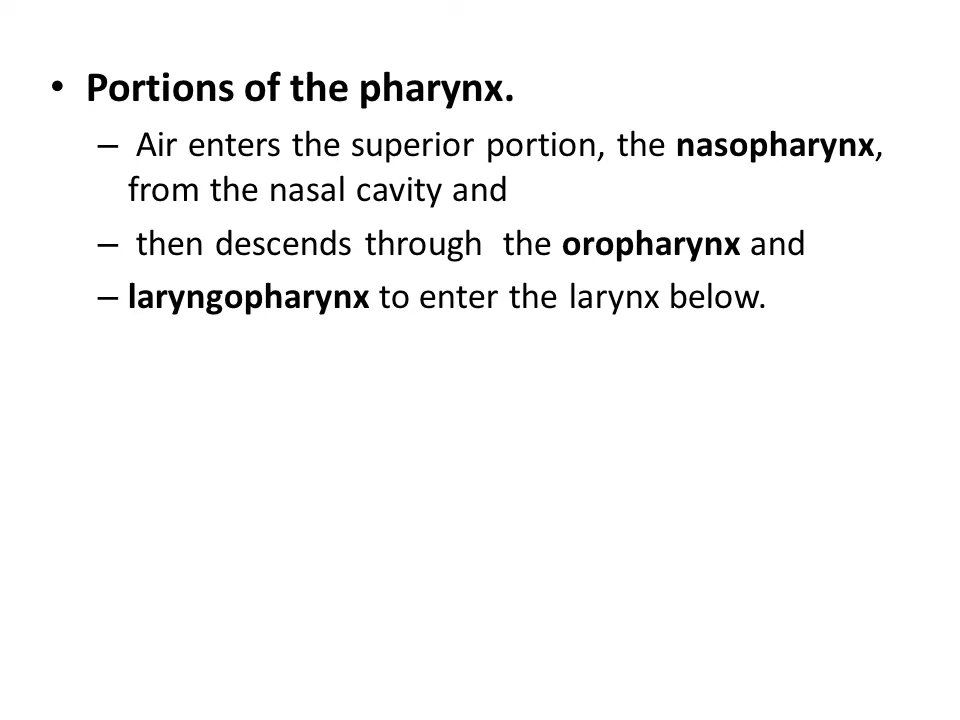 • Portions of the pharynx.
– Air enters the superior portion, the nasopharynx,
from the nasal cavity and
– then descends through the oropharynx and
– laryngopharynx to enter the larynx below.